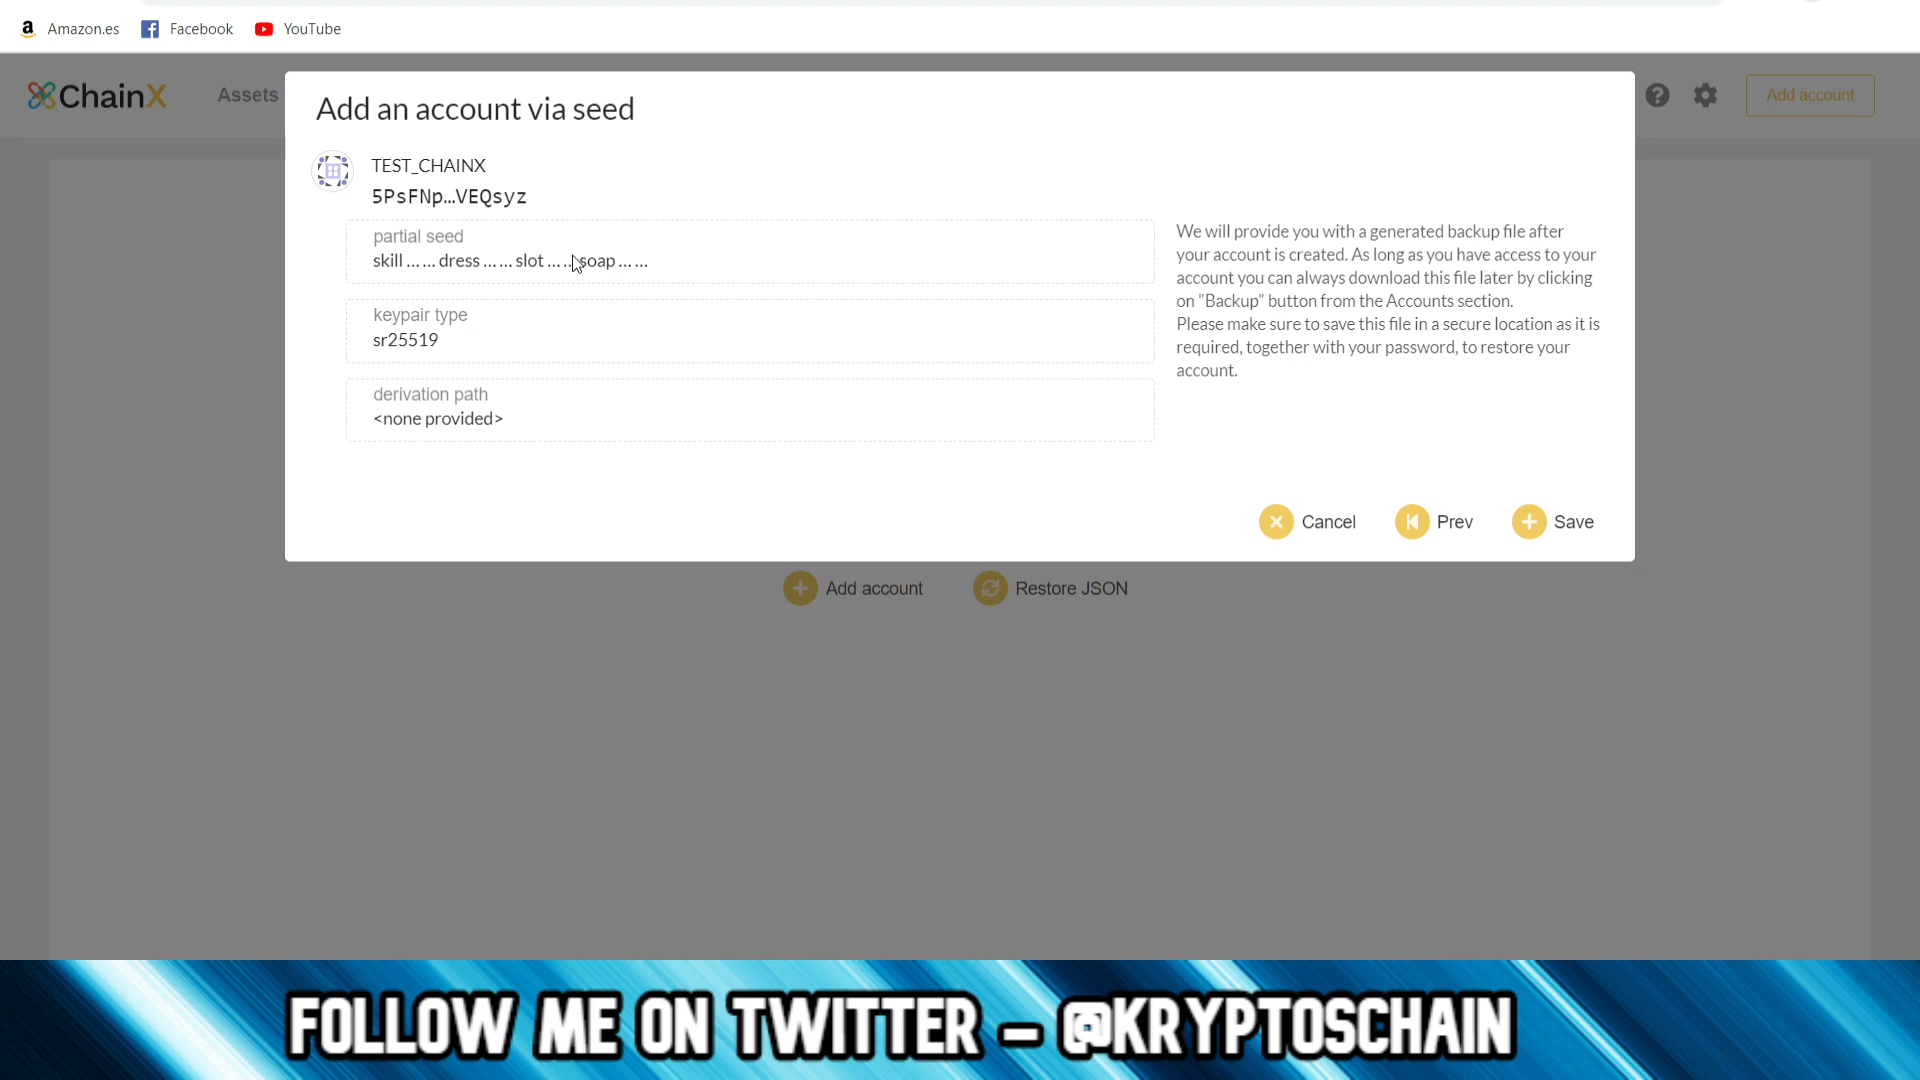 Amazon.es Facebook YouTube
ChainX Assets Add account
Add an account via seed
TEST_CHAINX
5PsFNp…VEQsyz
partial seed
skill … … dress … … slot … … soap … …
keypair type
sr25519
derivation path
<none provided>
We will provide you with a generated backup file after
your account is created. As long as you have access to your
account you can always download this file later by clicking
on "Backup" button from the Accounts section.
Please make sure to save this file in a secure location as it is
required, together with your password, to restore your
account.
Cancel Prev Save
Add account Restore JSON
FOLLOW ME ON TWITTER – @KRYPTOSCHAIN